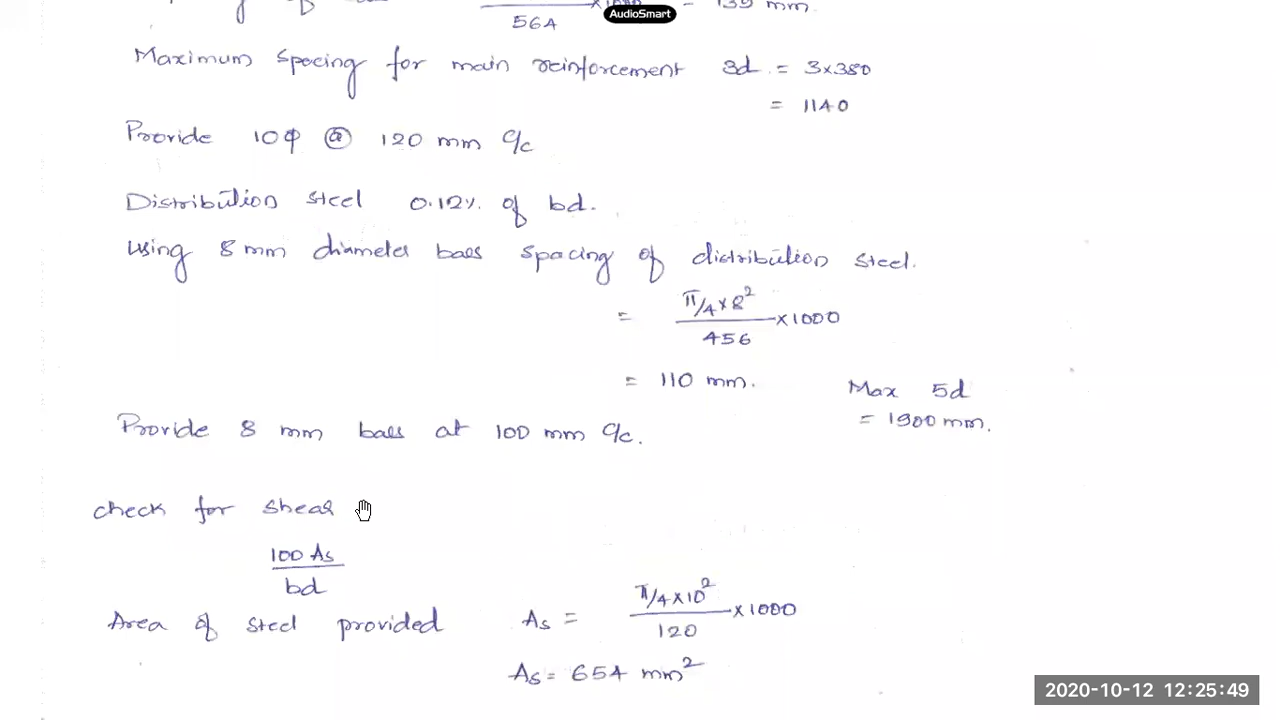 AudioSmart
564
Maximum Specing for main reinforcement 3d = 3x380
= 1140
Provide 10φ @ 120 mm c/c
Distribution steel 0.12% of bd.
Using 8 mm diameter bars spacing of distribution steel.
= π/4 x 8² / 456 x 1000
= 110 mm. Max 5d
= 1900 mm.
Provide 8 mm bars at 100 mm c/c.
check for shear
100 As / bd
Area of steel provided As = π/4 x 10² / 120 x 1000
As = 654 mm²
2020-10-12 12:25:49